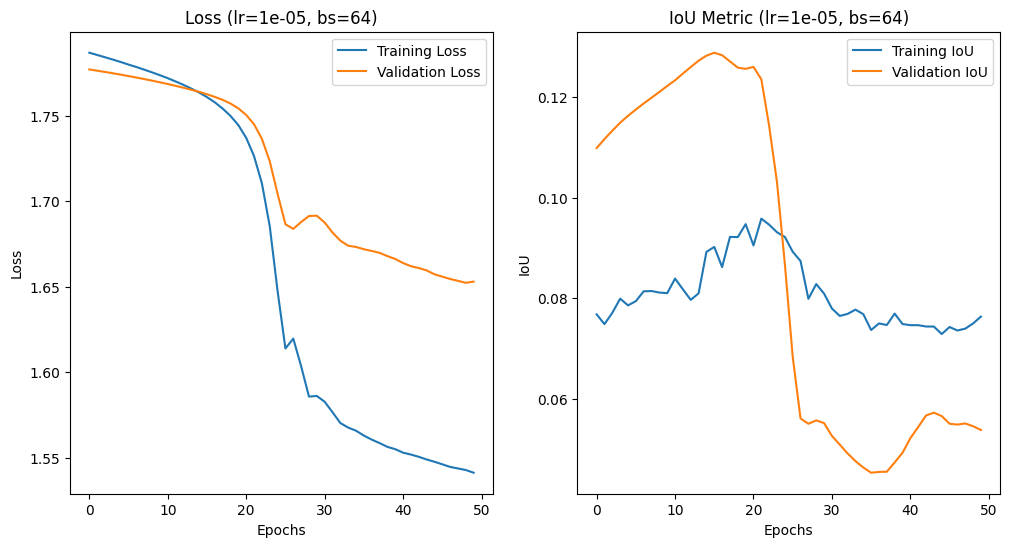 Loss (lr=1e-05, bs=64)
Training Loss
Validation Loss
1.75
1.70
1.65
1.60
1.55
Loss
0 10 20 30 40 50
Epochs
IoU Metric (lr=1e-05, bs=64)
Training IoU
Validation IoU
0.12
0.10
0.08
0.06
IoU
0 10 20 30 40 50
Epochs